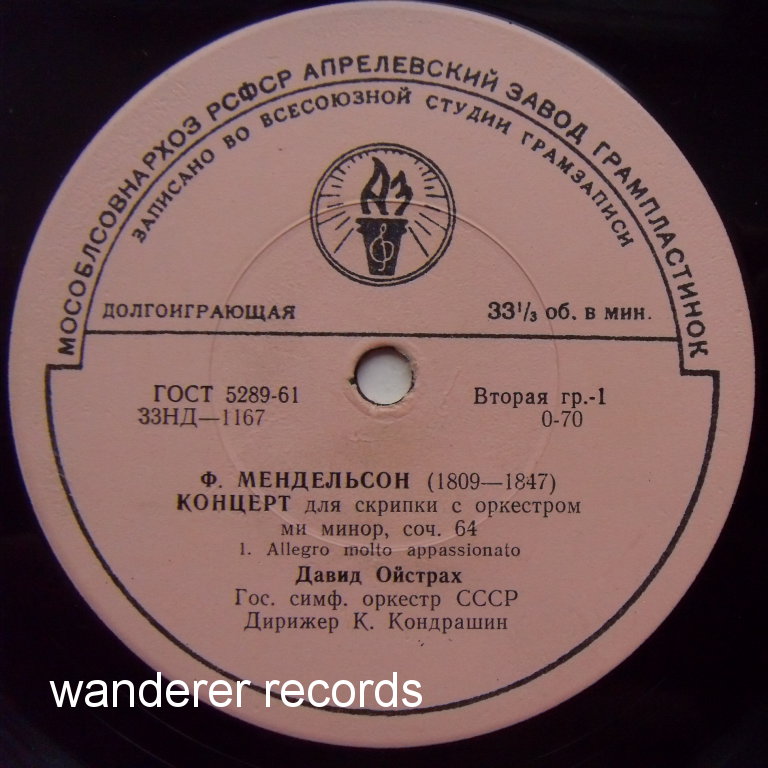 МОСОБЛСОВНАРХОЗ РСФСР АПРЕЛЕВСКИЙ ЗАВОД ГРАМПЛАСТИНОК
ЗАПИСАНО ВО ВСЕСОЮЗНОЙ СТУДИИ ГРАМЗАПИСИ
АЗ
ДОЛГОИГРАЮЩАЯ 33⅓ об. в мин.
ГОСТ 5289-61 Вторая гр.-1
33НД—1167 0-70
Ф. МЕНДЕЛЬСОН (1809—1847)
КОНЦЕРТ для скрипки с оркестром
ми минор, соч. 64
1. Allegro molto appassionato
Давид Ойстрах
Гос. симф. оркестр СССР
Дирижер К. Кондрашин
wanderer records